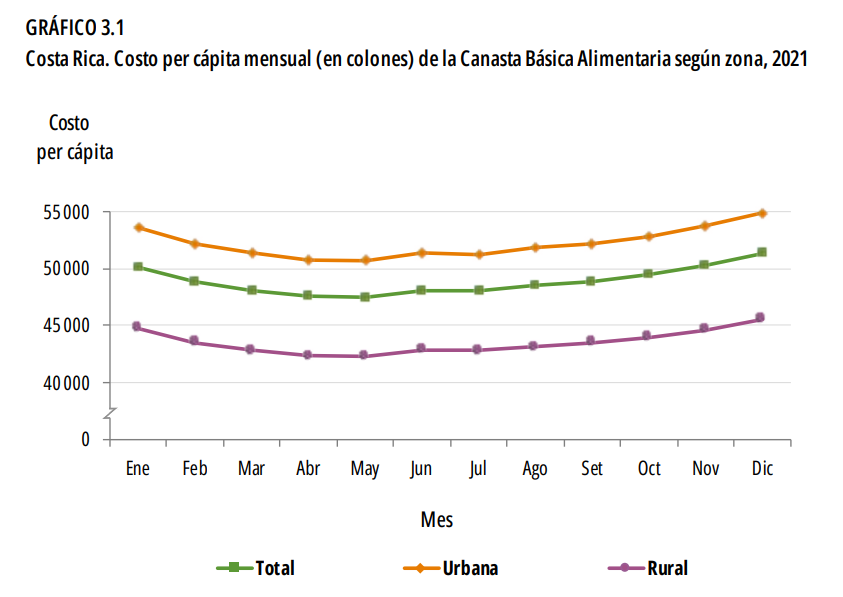 GRÁFICO 3.1
Costa Rica. Costo per cápita mensual (en colones) de la Canasta Básica Alimentaria según zona, 2021
Costo
per cápita
55 000
50 000
45 000
40 000
0
Ene Feb Mar Abr May Jun Jul Ago Set Oct Nov Dic
Mes
Total Urbana Rural